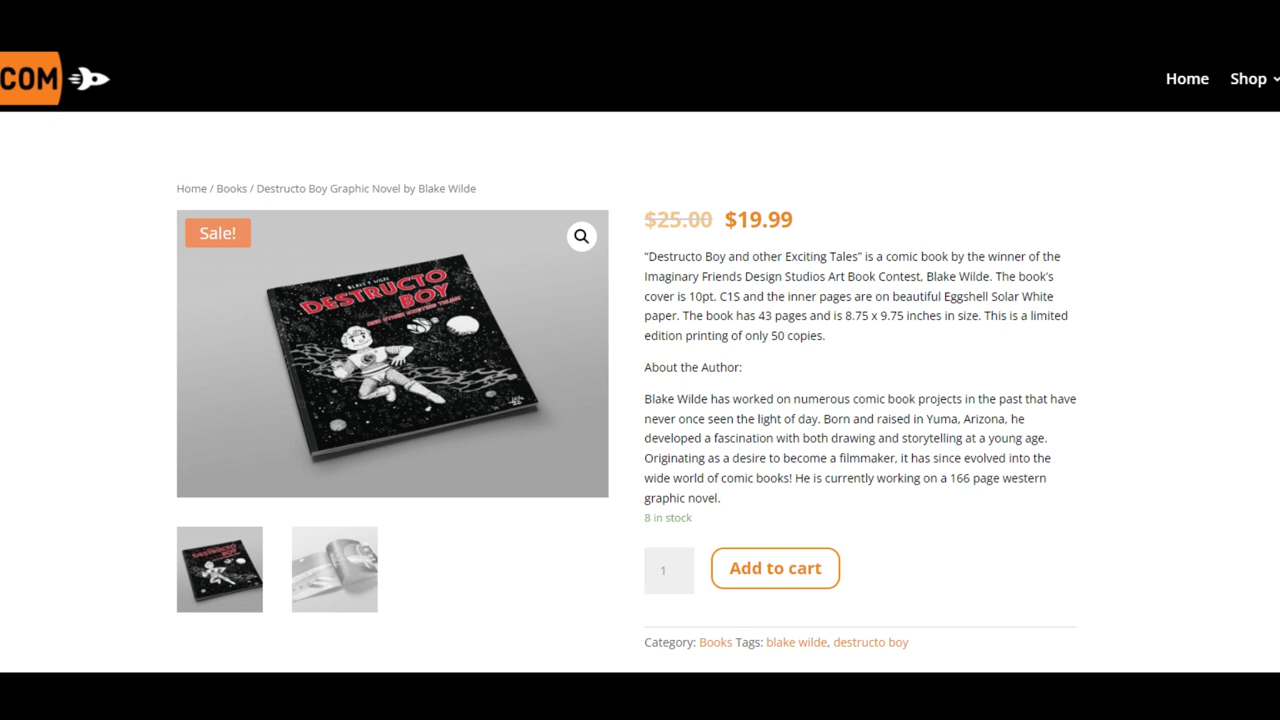 COM
Home Shop
Home / Books / Destructo Boy Graphic Novel by Blake Wilde
Sale!
BLAKE WILDE
DESTRUCTO
BOY
AND OTHER EXCITING TALES
$25.00 $19.99
“Destructo Boy and other Exciting Tales” is a comic book by the winner of the
Imaginary Friends Design Studios Art Book Contest, Blake Wilde. The book’s
cover is 10pt. C1S and the inner pages are on beautiful Eggshell Solar White
paper. The book has 43 pages and is 8.75 x 9.75 inches in size. This is a limited
edition printing of only 50 copies.
About the Author:
Blake Wilde has worked on numerous comic book projects in the past that have
never once seen the light of day. Born and raised in Yuma, Arizona, he
developed a fascination with both drawing and storytelling at a young age.
Originating as a desire to become a filmmaker, it has since evolved into the
wide world of comic books! He is currently working on a 166 page western
graphic novel.
8 in stock
1 Add to cart
DESTRUCTO
BOY
Category: Books Tags: blake wilde, destructo boy